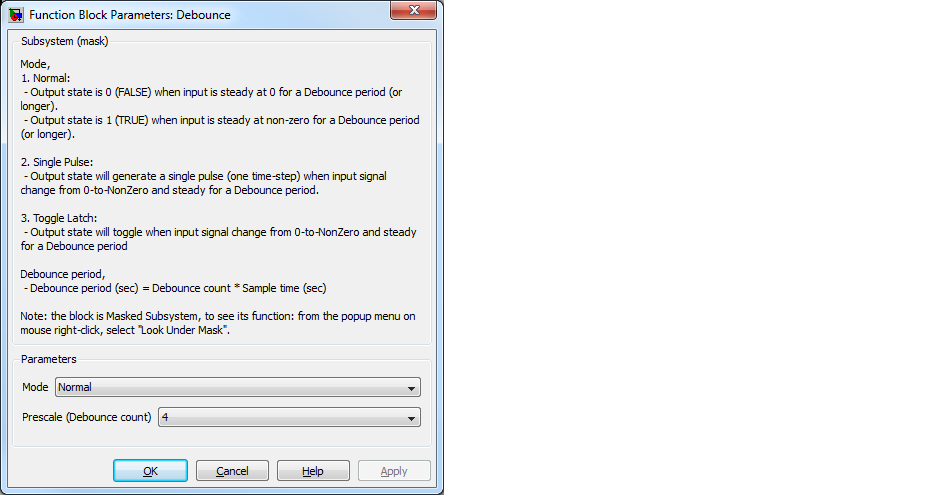 Function Block Parameters: Debounce
Subsystem (mask)
Mode,
1. Normal:
- Output state is 0 (FALSE) when input is steady at 0 for a Debounce period (or
longer).
- Output state is 1 (TRUE) when input is steady at non-zero for a Debounce period
(or longer).
2. Single Pulse:
- Output state will generate a single pulse (one time-step) when input signal
change from 0-to-NonZero and steady for a Debounce period.
3. Toggle Latch:
- Output state will toggle when input signal change from 0-to-NonZero and steady
for a Debounce period
Debounce period,
- Debounce period (sec) = Debounce count * Sample time (sec)
Note: the block is Masked Subsystem, to see its function: from the popup menu on
mouse right-click, select "Look Under Mask".
Parameters
Mode Normal
Prescale (Debounce count) 4
OK Cancel Help Apply